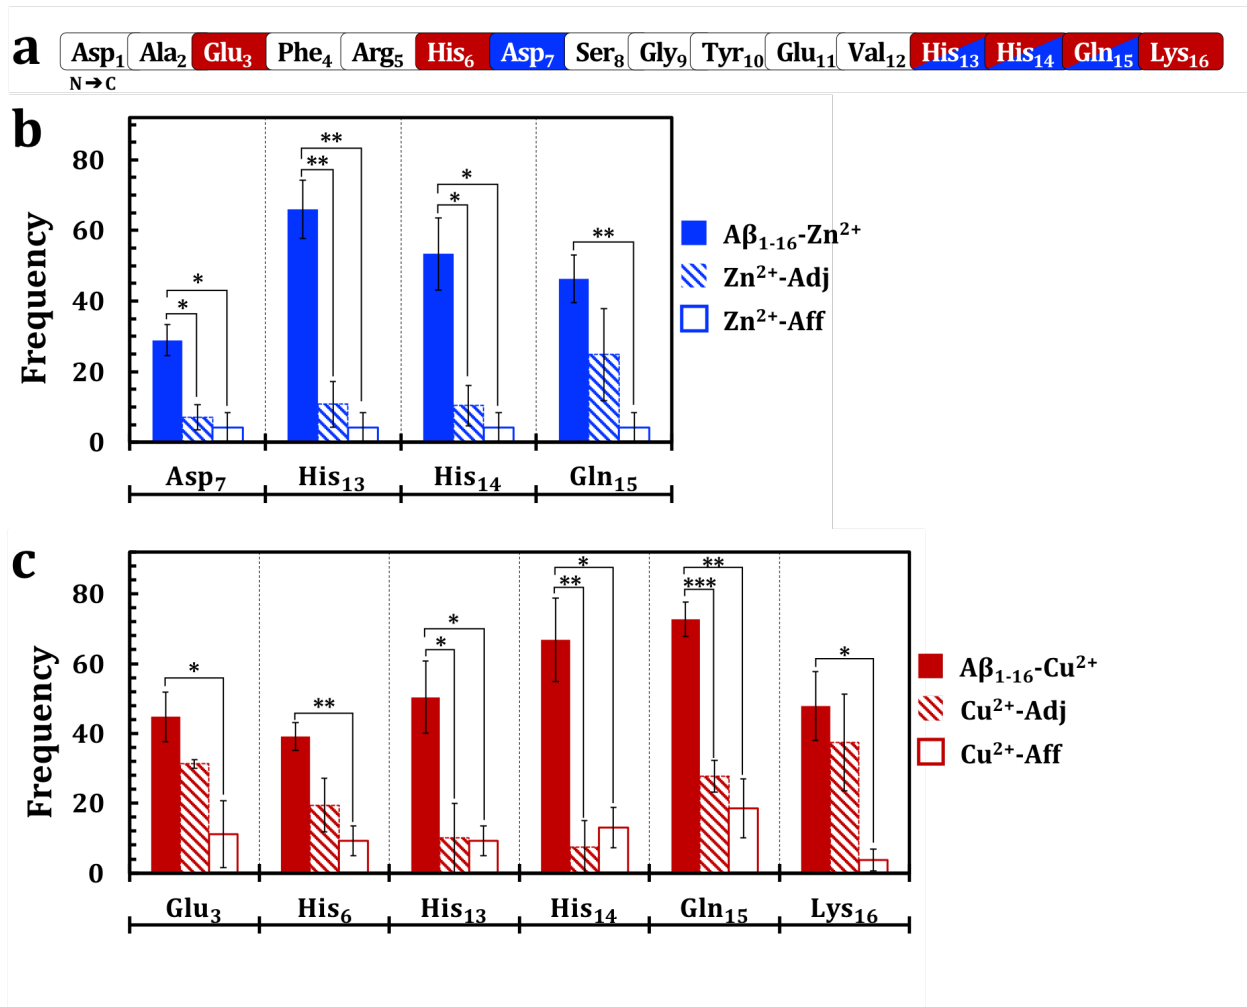 a Asp₁ Ala₂ Glu₃ Phe₄ Arg₅ His₆ Asp₇ Ser₈ Gly₉ Tyr₁₀ Glu₁₁ Val₁₂ His₁₃ His₁₄ Gln₁₅ Lys₁₆
N➔C
b
Frequency
80
60
40
20
0
** ** * * ** * *
Asp₇ His₁₃ His₁₄ Gln₁₅
Aβ₁₋₁₆-Zn²⁺
Zn²⁺-Adj
Zn²⁺-Aff
c
Frequency
80
60
40
20
0
* ** * * * ** ** *** *
Glu₃ His₆ His₁₃ His₁₄ Gln₁₅ Lys₁₆
Aβ₁₋₁₆-Cu²⁺
Cu²⁺-Adj
Cu²⁺-Aff